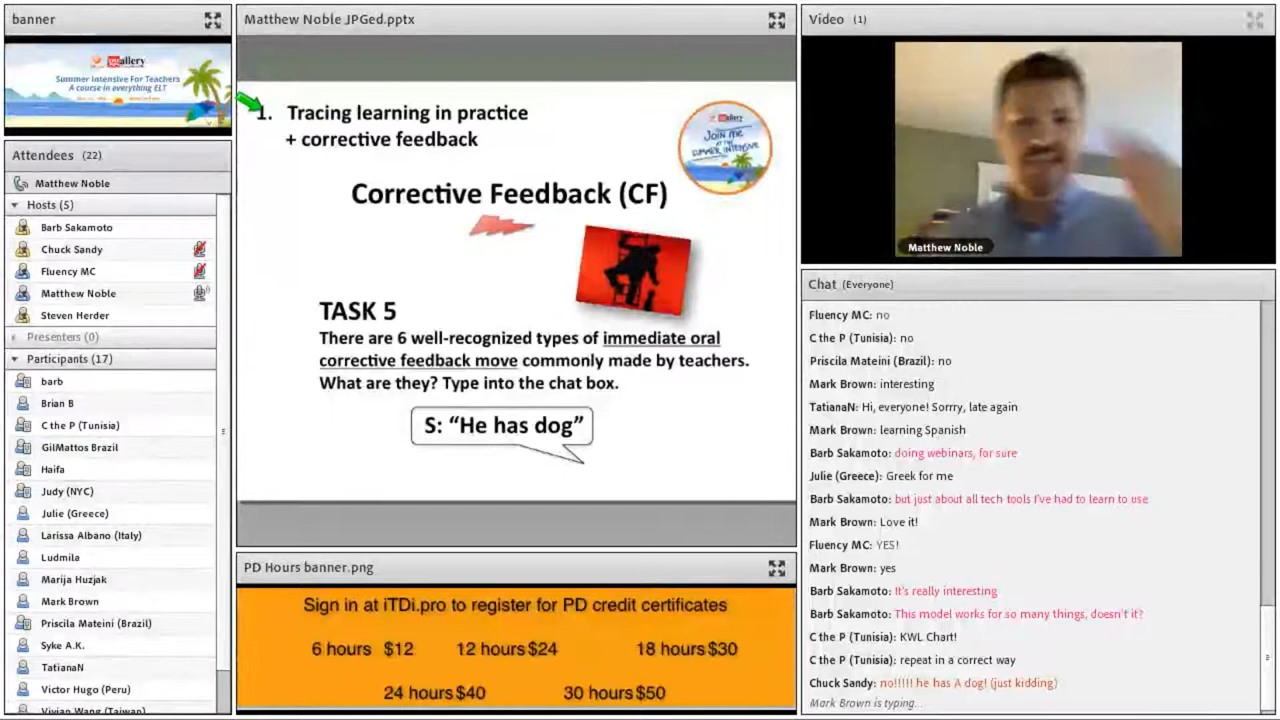 banner
allery
Summer Intensive For Teachers
A course in everything ELT
Attendees (22)
Matthew Noble
Hosts (5)
Barb Sakamoto
Chuck Sandy
Fluency MC
Matthew Noble
Steven Herder
Presenters (0)
Participants (17)
barb
Brian B
C the P (Tunisia)
GilMattos Brazil
Haifa
Judy (NYC)
Julie (Greece)
Larissa Albano (Italy)
Ludmila
Marija Huzjak
Mark Brown
Priscila Mateini (Brazil)
Syke A.K.
TatianaN
Victor Hugo (Peru)
Vivian Wang (Taiwan)
Matthew Noble JPGed.pptx
1. Tracing learning in practice
+ corrective feedback
allery
JOIN ME
AT THE
SUMMER INTENSIVE
Corrective Feedback (CF)
TASK 5
There are 6 well-recognized types of immediate oral
corrective feedback move commonly made by teachers.
What are they? Type into the chat box.
S: “He has dog”
PD Hours banner.png
Sign in at iTDi.pro to register for PD credit certificates
6 hours $12 12 hours $24 18 hours $30
24 hours $40 30 hours $50
Video (1)
Matthew Noble
Chat (Everyone)
Fluency MC: no
C the P (Tunisia): no
Priscila Mateini (Brazil): no
Mark Brown: interesting
TatianaN: Hi, everyone! Sorrry, late again
Mark Brown: learning Spanish
Barb Sakamoto: doing webinars, for sure
Julie (Greece): Greek for me
Barb Sakamoto: but just about all tech tools I've had to learn to use
Mark Brown: Love it!
Fluency MC: YES!
Mark Brown: yes
Barb Sakamoto: It's really interesting
Barb Sakamoto: This model works for so many things, doesn't it?
C the P (Tunisia): KWL Chart!
C the P (Tunisia): repeat in a correct way
Chuck Sandy: no!!!!! he has A dog! (just kidding)
Mark Brown is typing...